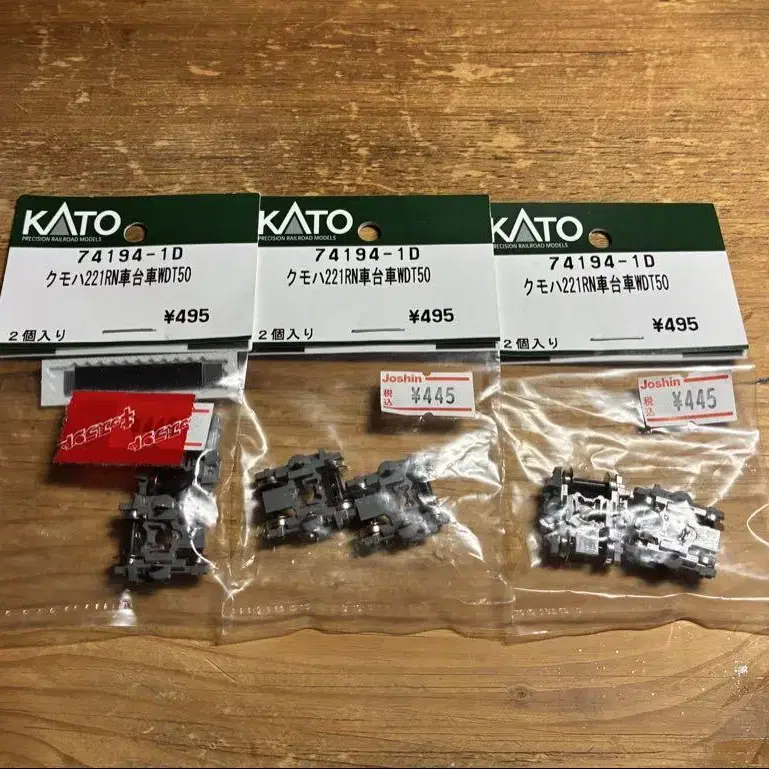 KATO
PRECISION RAILROAD MODELS
74194-1D
クモハ221RN車台車WDT50
¥495
2個入り
KATO
PRECISION RAILROAD MODELS
74194-1D
クモハ221RN車台車WDT50
¥495
2個入り
Joshin
税込 ¥445
KATO
PRECISION RAILROAD MODELS
74194-1D
クモハ221RN車台車WDT50
¥495
2個入り
Joshin
税込 ¥445